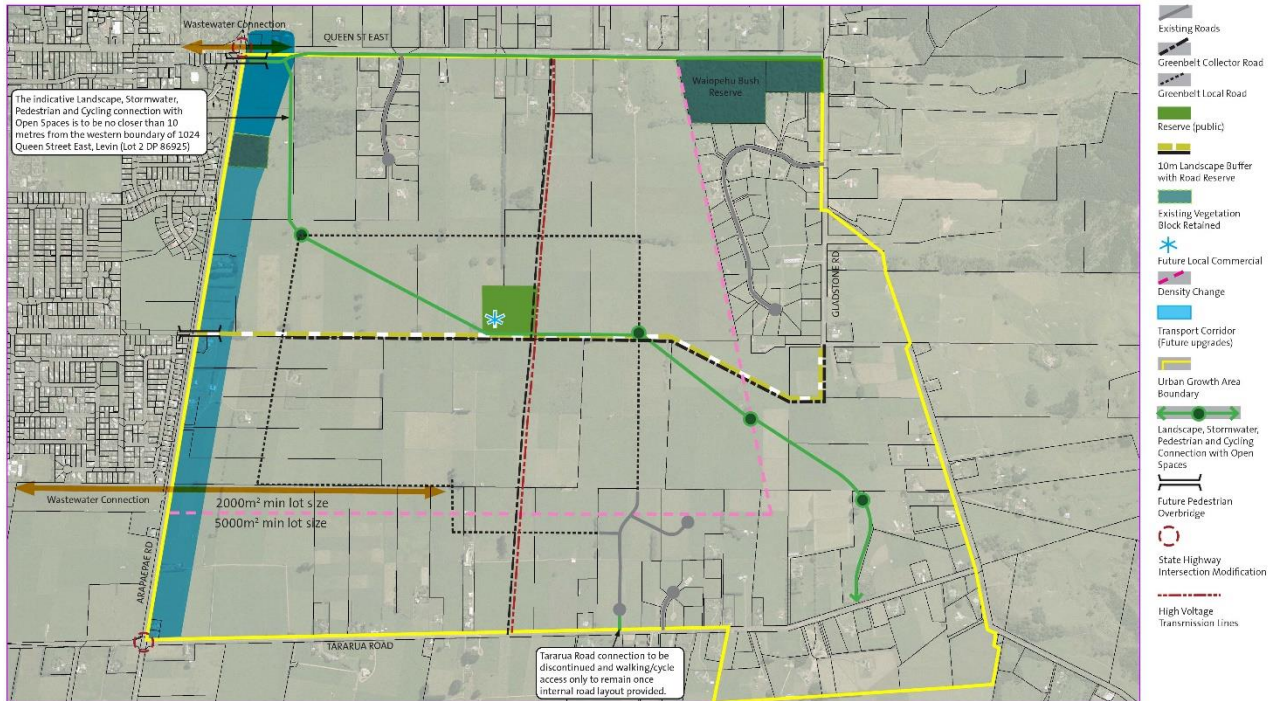 Wastewater Connection
QUEEN ST EAST
The indicative Landscape, Stormwater,
Pedestrian and Cycling connection with
Open Spaces is to be no closer than 10
metres from the western boundary of 1024
Queen Street East, Levin (Lot 2 DP 86925)
Waiopehu Bush
Reserve
GLADSTONE RD
Wastewater Connection
2000m² min lot size
5000m² min lot size
ARAPAEPAE RD
TARARUA ROAD
Tararua Road connection to be
discontinued and walking/cycle
access only to remain once
internal road layout provided.
Existing Roads
Greenbelt Collector Road
Greenbelt Local Road
Reserve (public)
10m Landscape Buffer
with Road Reserve
Existing Vegetation
Block Retained
Future Local Commercial
Density Change
Transport Corridor
(Future upgrades)
Urban Growth Area
Boundary
Landscape, Stormwater,
Pedestrian and Cycling
Connection with Open
Spaces
Future Pedestrian
Overbridge
State Highway
Intersection Modification
High Voltage
Transmission Lines